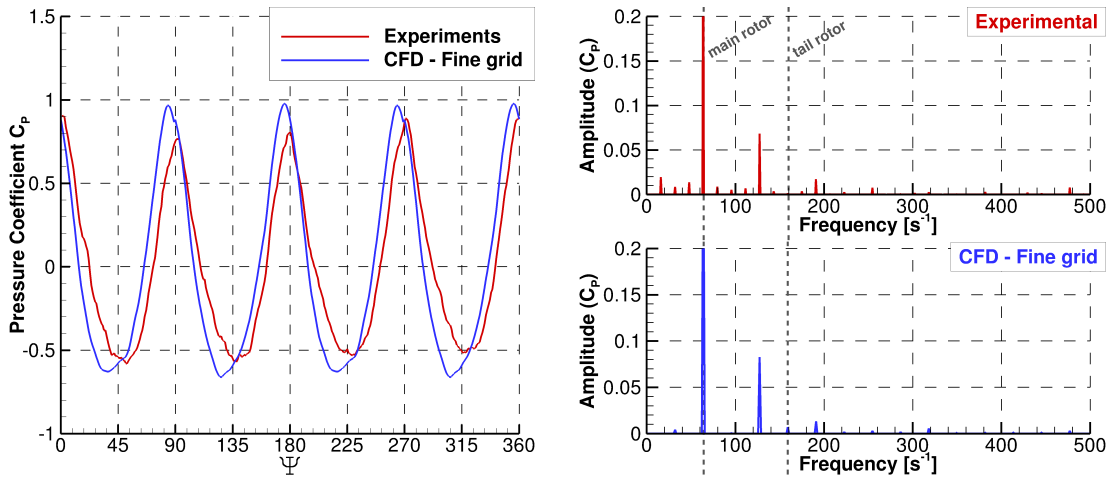 1.5
1
0.5
0
-0.5
-1
Pressure Coefficient C_P
Experiments
CFD - Fine grid
0 45 90 135 180 225 270 315 360
Ψ
0.2
0.15
0.1
0.05
0
Amplitude (C_P)
Experimental
main rotor
tail rotor
0 100 200 300 400 500
Frequency [s⁻¹]
0.2
0.15
0.1
0.05
0
Amplitude (C_P)
CFD - Fine grid
0 100 200 300 400 500
Frequency [s⁻¹]